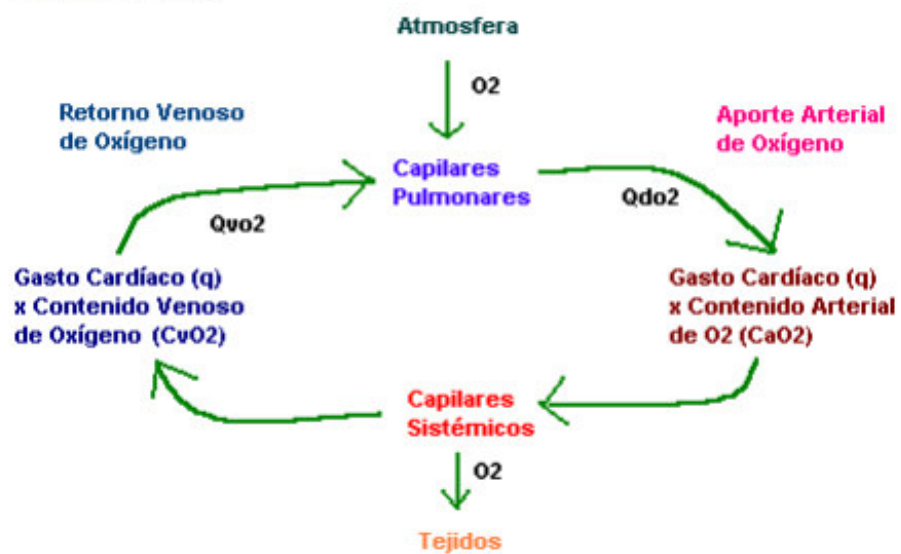 Atmosfera
O2
Retorno Venoso
de Oxígeno
Aporte Arterial
de Oxígeno
Capilares
Pulmonares
Qvo2
Qdo2
Gasto Cardíaco (q)
x Contenido Venoso
de Oxígeno (CvO2)
Gasto Cardíaco (q)
x Contenido Arterial
de O2 (CaO2)
Capilares
Sistémicos
O2
Tejidos